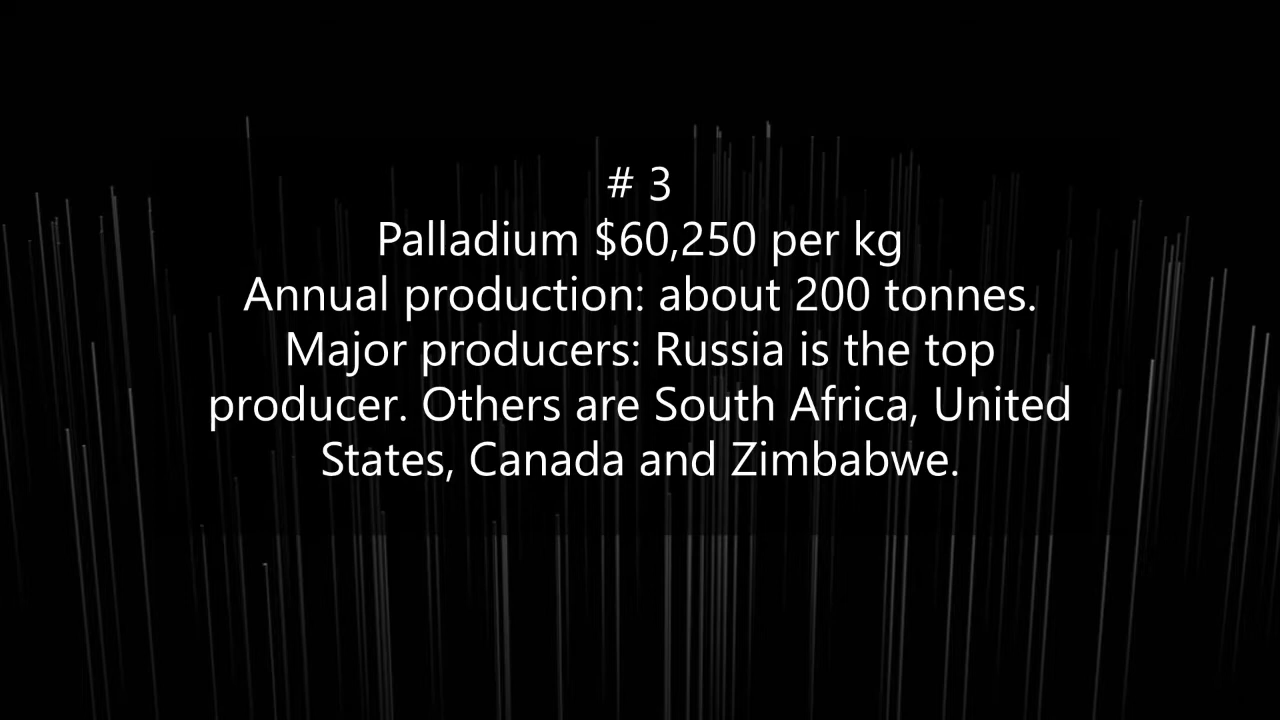 # 3
Palladium $60,250 per kg
Annual production: about 200 tonnes.
Major producers: Russia is the top
producer. Others are South Africa, United
States, Canada and Zimbabwe.